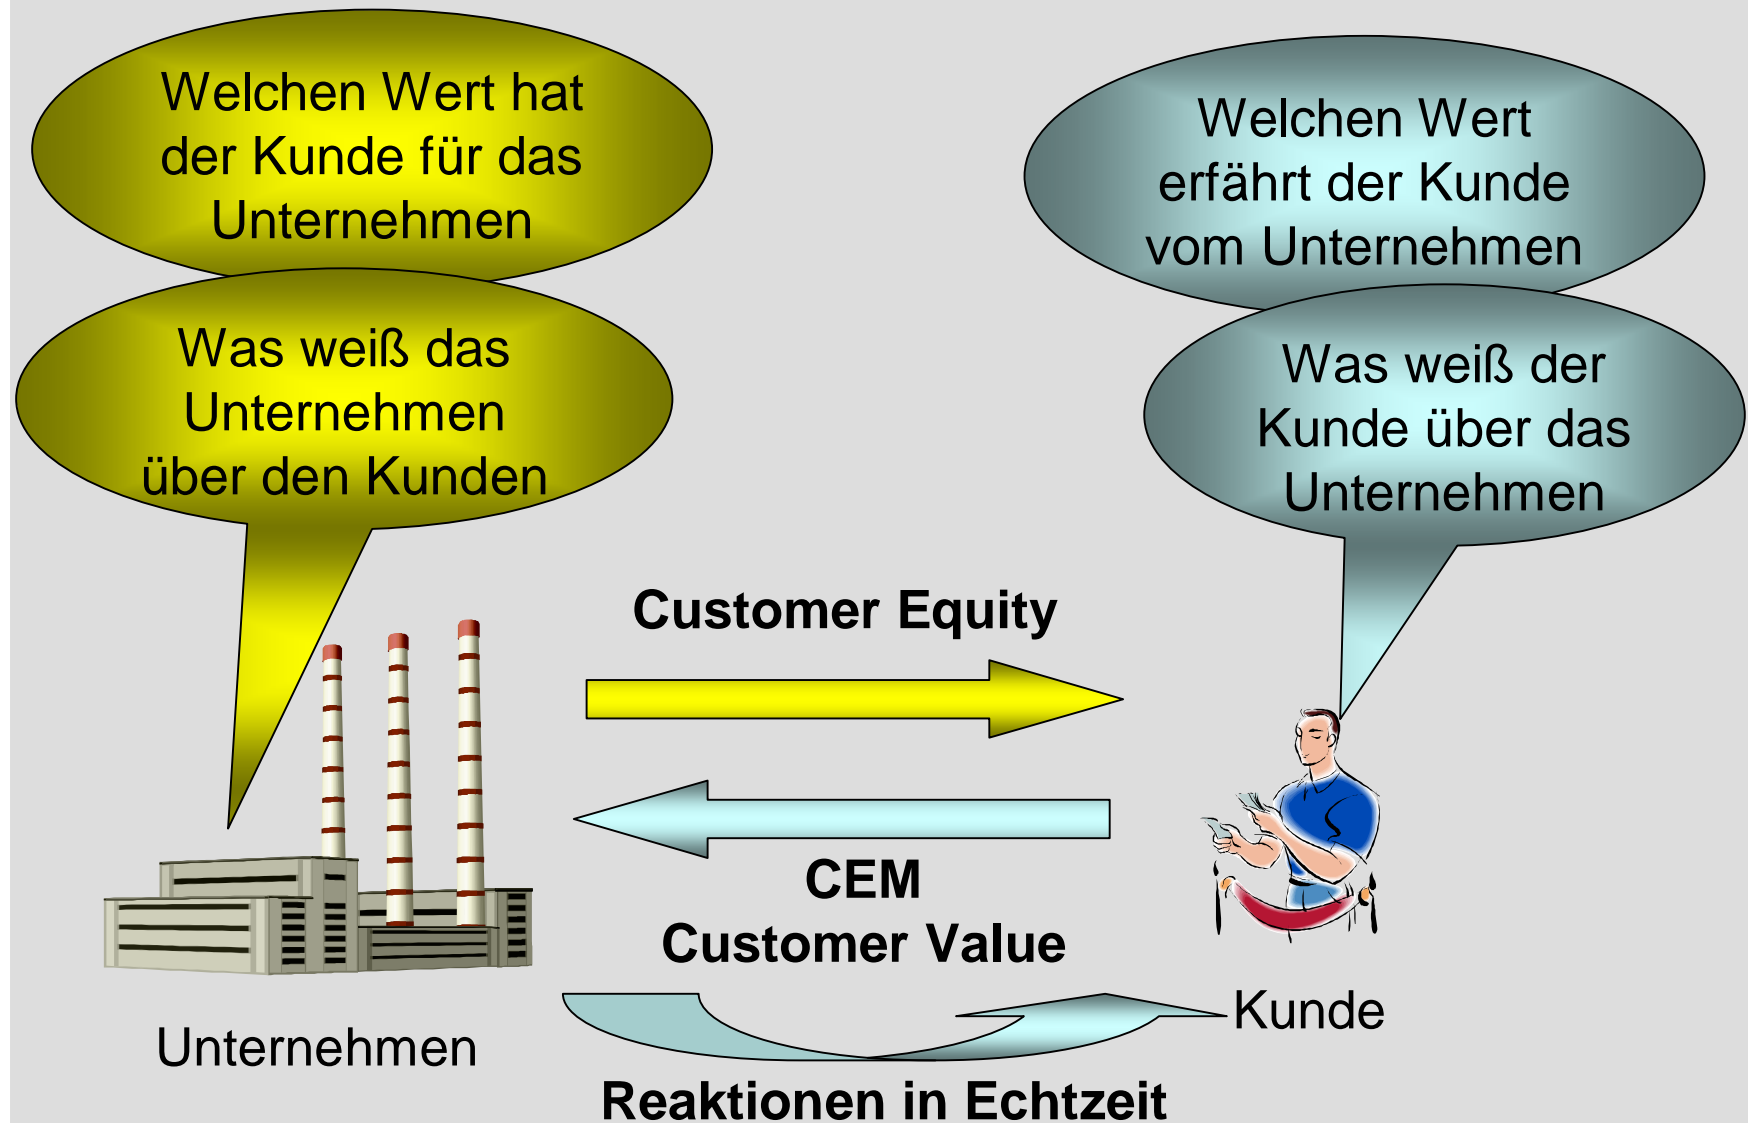 Welchen Wert hat
der Kunde für das
Unternehmen
Was weiß das
Unternehmen
über den Kunden
Welchen Wert
erfährt der Kunde
vom Unternehmen
Was weiß der
Kunde über das
Unternehmen
Customer Equity
CEM
Customer Value
Unternehmen
Kunde
Reaktionen in Echtzeit